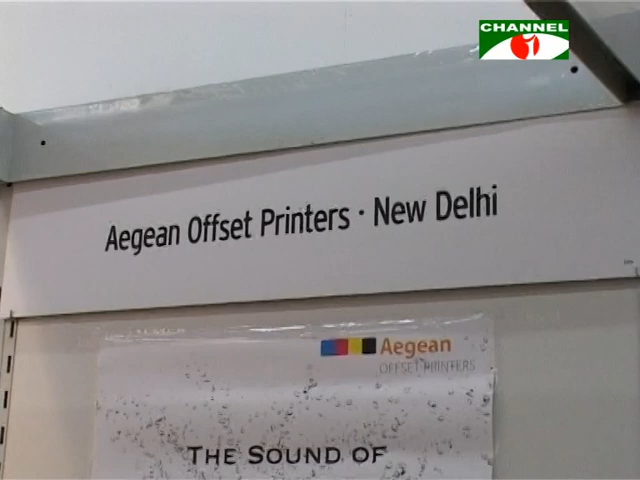 CHANNEL
Aegean Offset Printers · New Delhi
Aegean
OFFSET PRINTERS
THE SOUND OF